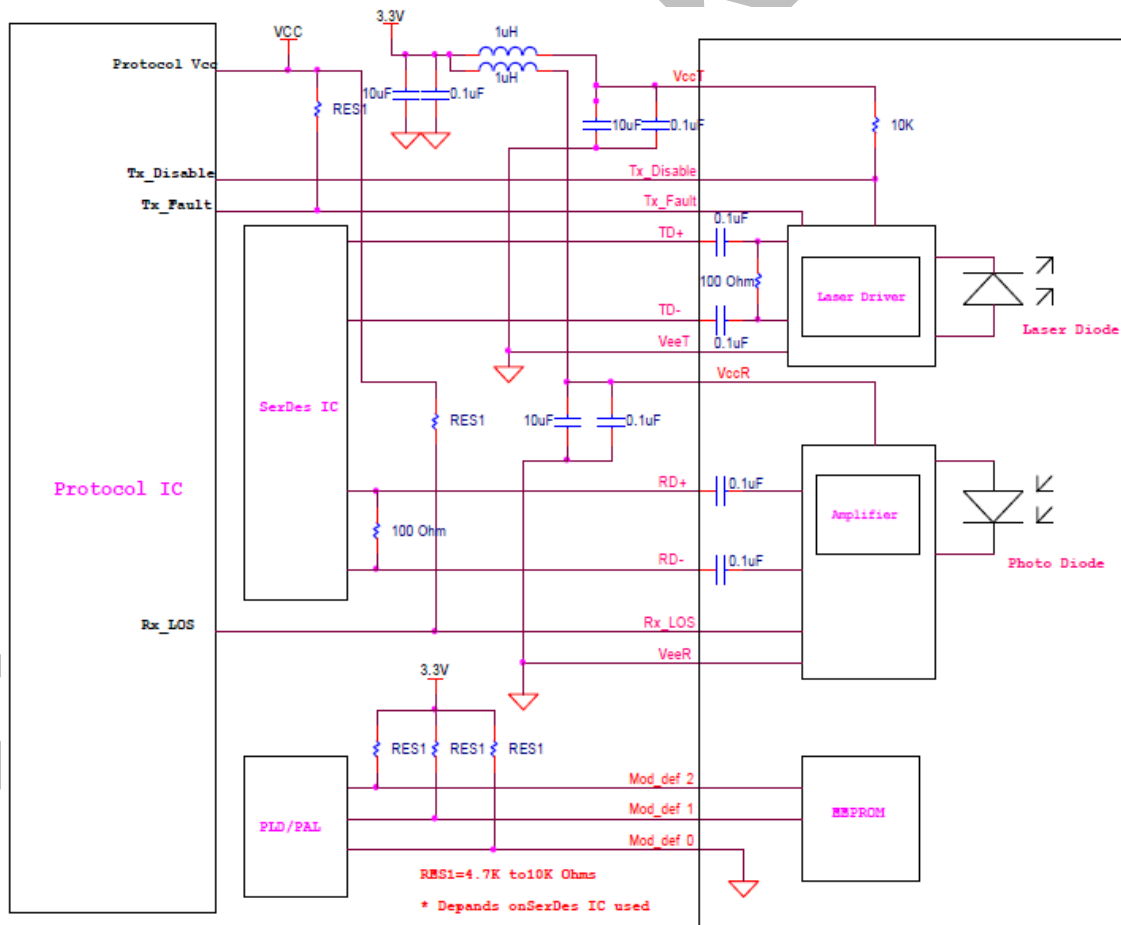 3.3V
VCC
1uH
Protocol Vcc
1uH
VccT
10uF
0.1uF
RES1
10uF
0.1uF
10K
Tx_Disable
Tx_Disable
Tx_Fault
Tx_Fault
0.1uF
TD+
100 Ohm
Laser Driver
TD-
Laser Diode
VeeT
0.1uF
VccR
SerDes IC
RES1
10uF
0.1uF
RD+
0.1uF
Protocol IC
Amplifier
100 Ohm
RD-
0.1uF
Photo Diode
Rx_LOS
Rx_LOS
VeeR
3.3V
RES1
RES1
RES1
Mod_def 2
Mod_def 1
EEPROM
PLD/PAL
Mod_def 0
RES1=4.7K to10K Ohms
* Depands onSerDes IC used